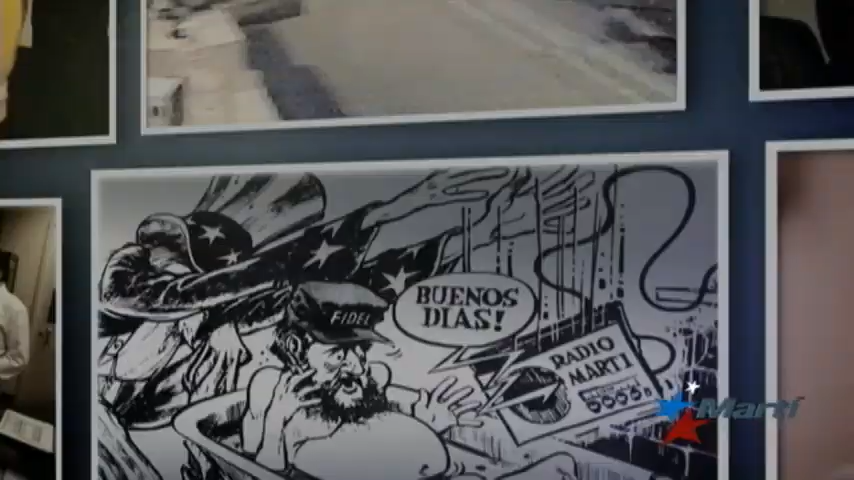 FIDEL
BUENOS
DIAS!
RADIO
MARTI
Martí